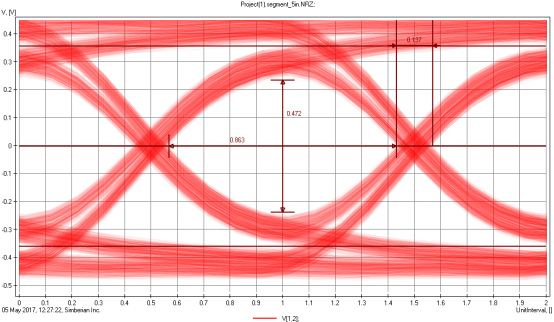 Project(1).segment_5in.NRZ;
V, [V]
0.4
0.3
0.2
0.1
0
-0.1
-0.2
-0.3
-0.4
-0.5
0.137
0.472
0.863
0 0.1 0.2 0.3 0.4 0.5 0.6 0.7 0.8 0.9 1 1.1 1.2 1.3 1.4 1.5 1.6 1.7 1.8 1.9 2
05 May 2017, 12:27:22, Simberian Inc. UnitInterval, []
V[1,2];